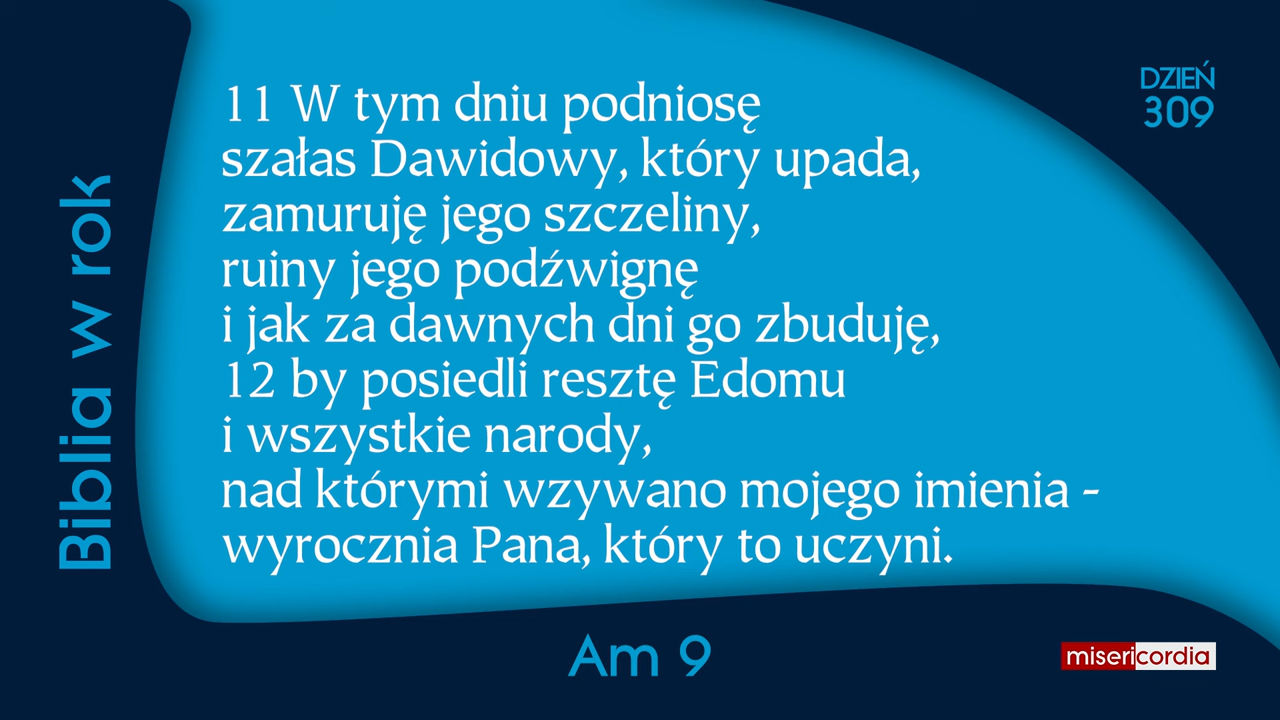 DZIEŃ
309
11 W tym dniu podniosę
szałas Dawidowy, który upada,
zamuruję jego szczeliny,
ruiny jego podźwignę
i jak za dawnych dni go zbuduję,
12 by posiedli resztę Edomu
i wszystkie narody,
nad którymi wzywano mojego imienia -
wyrocznia Pana, który to uczyni.
Biblia w rok
Am 9
misericordia